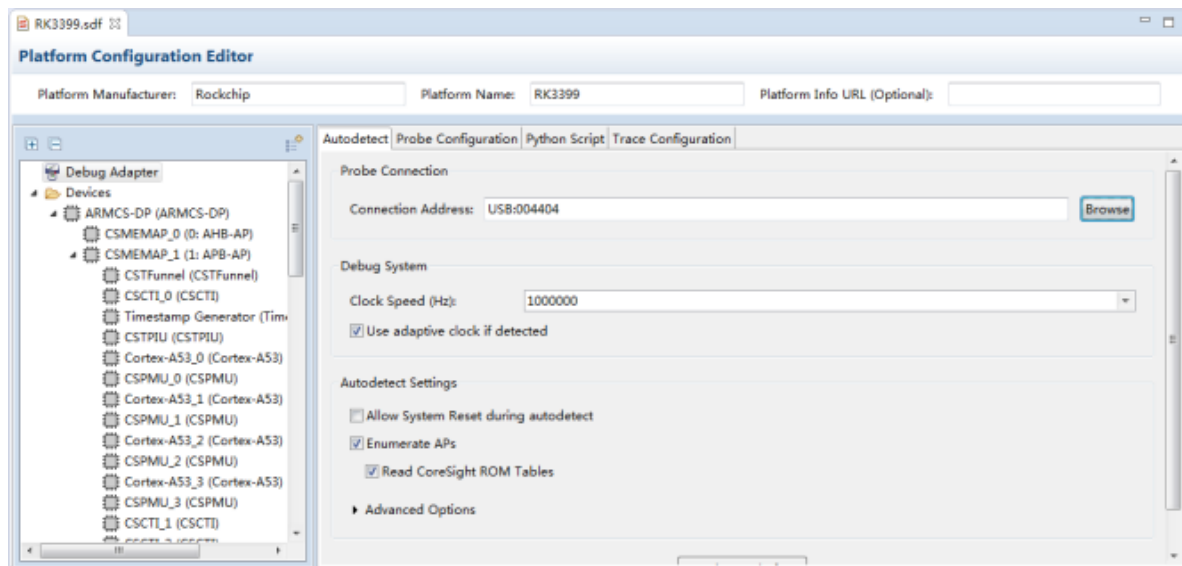 RK3399.sdf
Platform Configuration Editor
Platform Manufacturer: Rockchip Platform Name: RK3399 Platform Info URL (Optional):
Debug Adapter
Devices
ARMCS-DP (ARMCS-DP)
CSMEMAP_0 (0: AHB-AP)
CSMEMAP_1 (1: APB-AP)
CSTFunnel (CSTFunnel)
CSCTI_0 (CSCTI)
Timestamp Generator (Time
CSTPIU (CSTPIU)
Cortex-A53_0 (Cortex-A53)
CSPMU_0 (CSPMU)
Cortex-A53_1 (Cortex-A53)
CSPMU_1 (CSPMU)
Cortex-A53_2 (Cortex-A53)
CSPMU_2 (CSPMU)
Cortex-A53_3 (Cortex-A53)
CSPMU_3 (CSPMU)
CSCTI_1 (CSCTI)
Autodetect Probe Configuration Python Script Trace Configuration
Probe Connection
Connection Address: USB:004404 Browse
Debug System
Clock Speed (Hz): 1000000
Use adaptive clock if detected
Autodetect Settings
Allow System Reset during autodetect
Enumerate APs
Read CoreSight ROM Tables
Advanced Options